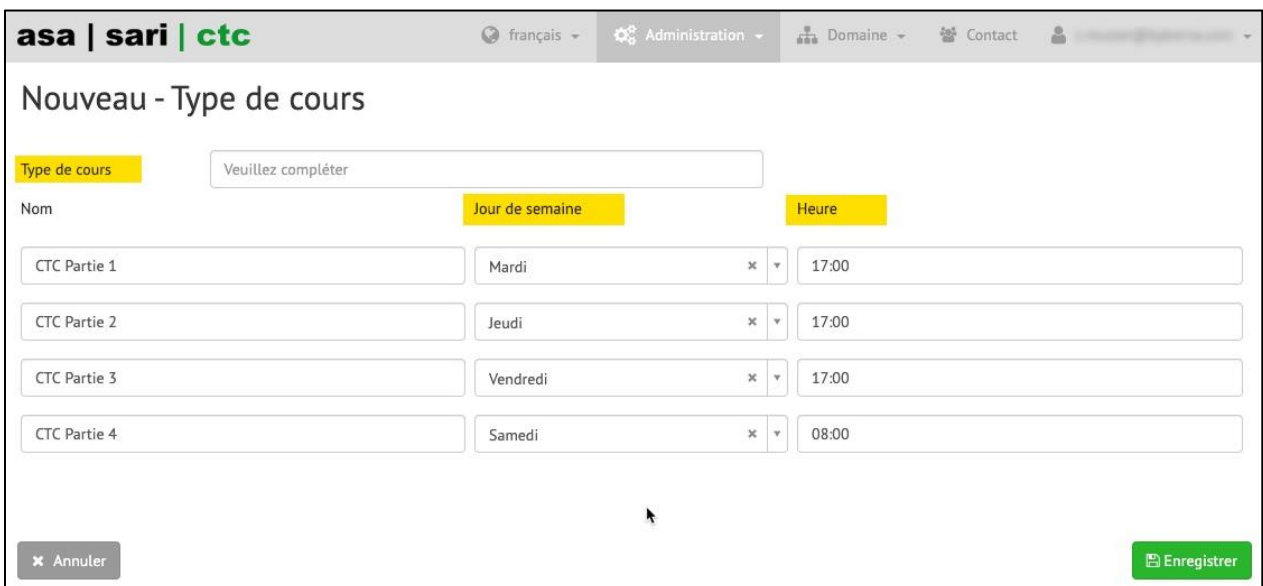 asa | sari | ctc français Administration Domaine Contact
Nouveau - Type de cours
Type de cours Veuillez compléter
Nom Jour de semaine Heure
CTC Partie 1 Mardi 17:00
CTC Partie 2 Jeudi 17:00
CTC Partie 3 Vendredi 17:00
CTC Partie 4 Samedi 08:00
Annuler Enregistrer